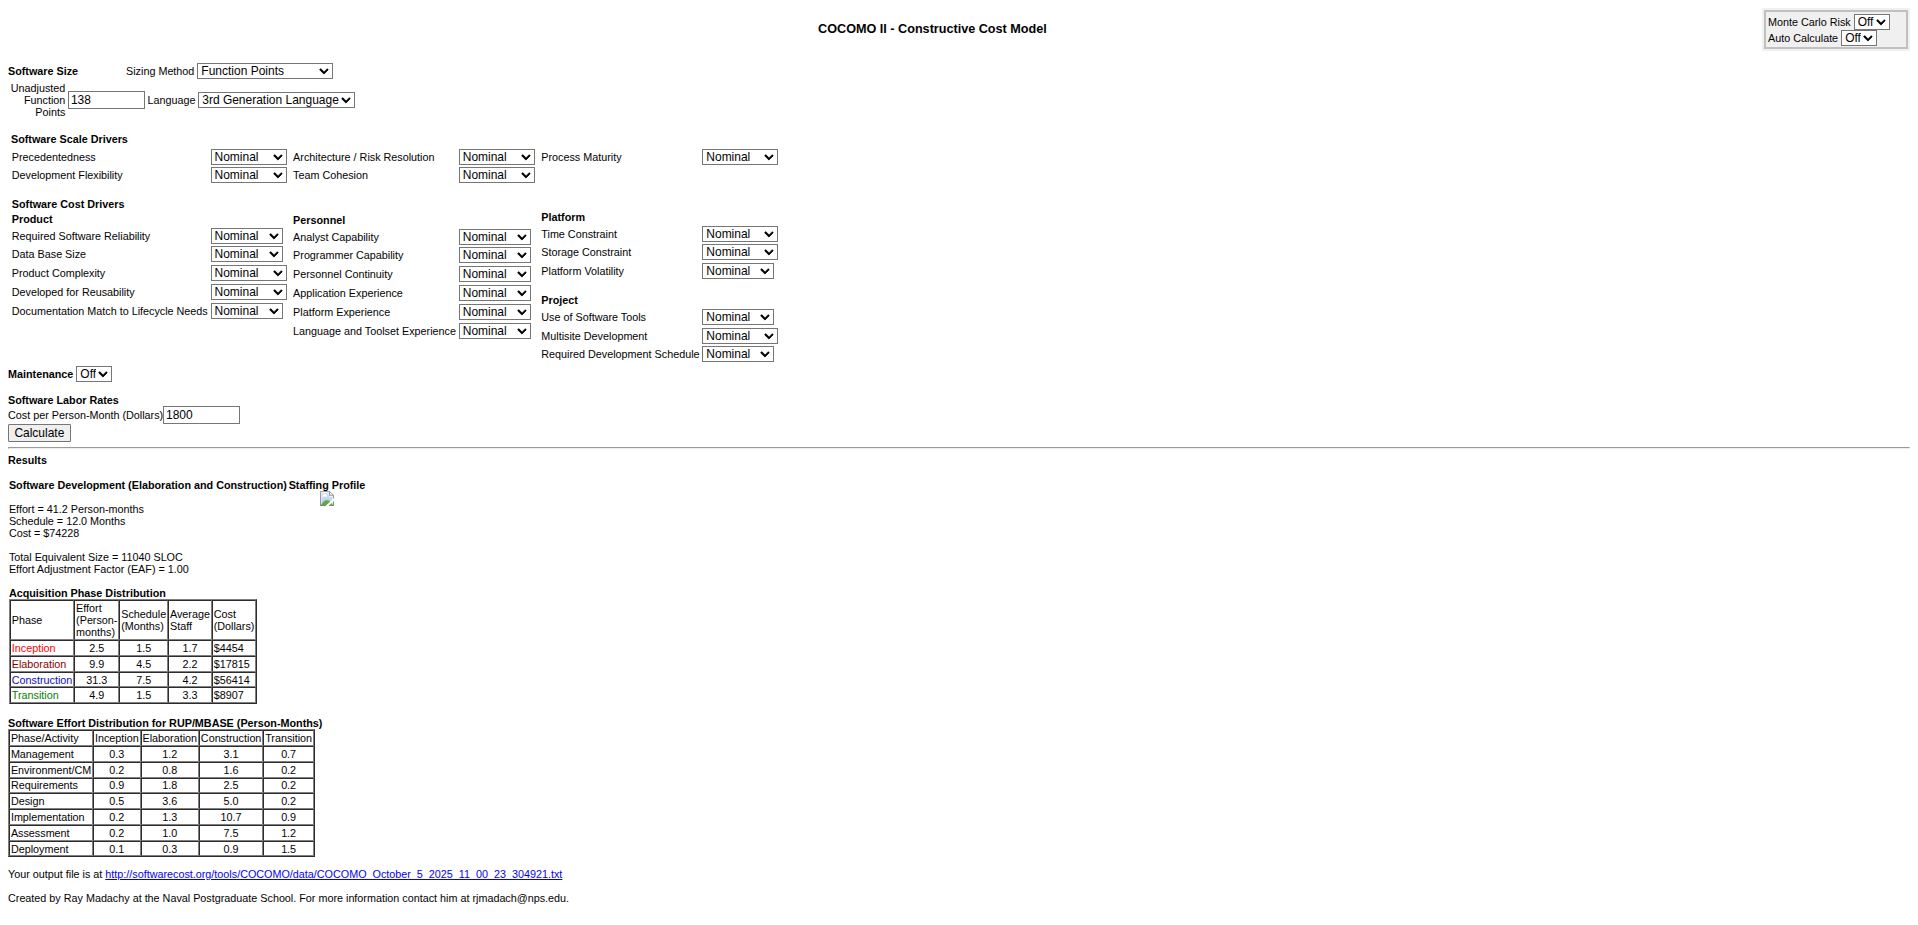 COCOMO II - Constructive Cost Model
Monte Carlo Risk Off
Auto Calculate Off
Software Size Sizing Method Function Points
Unadjusted
Function
Points 138 Language 3rd Generation Language
Software Scale Drivers
Precedentedness Nominal Architecture / Risk Resolution Nominal Process Maturity Nominal
Development Flexibility Nominal Team Cohesion Nominal
Software Cost Drivers
Product
Required Software Reliability Nominal
Data Base Size Nominal
Product Complexity Nominal
Developed for Reusability Nominal
Documentation Match to Lifecycle Needs Nominal
Personnel
Analyst Capability Nominal
Programmer Capability Nominal
Personnel Continuity Nominal
Application Experience Nominal
Platform Experience Nominal
Language and Toolset Experience Nominal
Platform
Time Constraint Nominal
Storage Constraint Nominal
Platform Volatility Nominal
Project
Use of Software Tools Nominal
Multisite Development Nominal
Required Development Schedule Nominal
Maintenance Off
Software Labor Rates
Cost per Person-Month (Dollars) 1800
Calculate
Results
Software Development (Elaboration and Construction) Staffing Profile
Effort = 41.2 Person-months
Schedule = 12.0 Months
Cost = $74228
Total Equivalent Size = 11040 SLOC
Effort Adjustment Factor (EAF) = 1.00
Acquisition Phase Distribution
Phase Effort (Person-months) Schedule (Months) Average Staff Cost (Dollars)
Inception 2.5 1.5 1.7 $4454
Elaboration 9.9 4.5 2.2 $17815
Construction 31.3 7.5 4.2 $56414
Transition 4.9 1.5 3.3 $8907
Software Effort Distribution for RUP/MBASE (Person-Months)
Phase/Activity Inception Elaboration Construction Transition
Management 0.3 1.2 3.1 0.7
Environment/CM 0.2 0.8 1.6 0.2
Requirements 0.9 1.8 2.5 0.2
Design 0.5 3.6 5.0 0.2
Implementation 0.2 1.3 10.7 0.9
Assessment 0.2 1.0 7.5 1.2
Deployment 0.1 0.3 0.9 1.5
Your output file is at http://softwarecost.org/tools/COCOMO/data/COCOMO_October_5_2025_11_00_23_304921.txt
Created by Ray Madachy at the Naval Postgraduate School. For more information contact him at rjmadach@nps.edu.